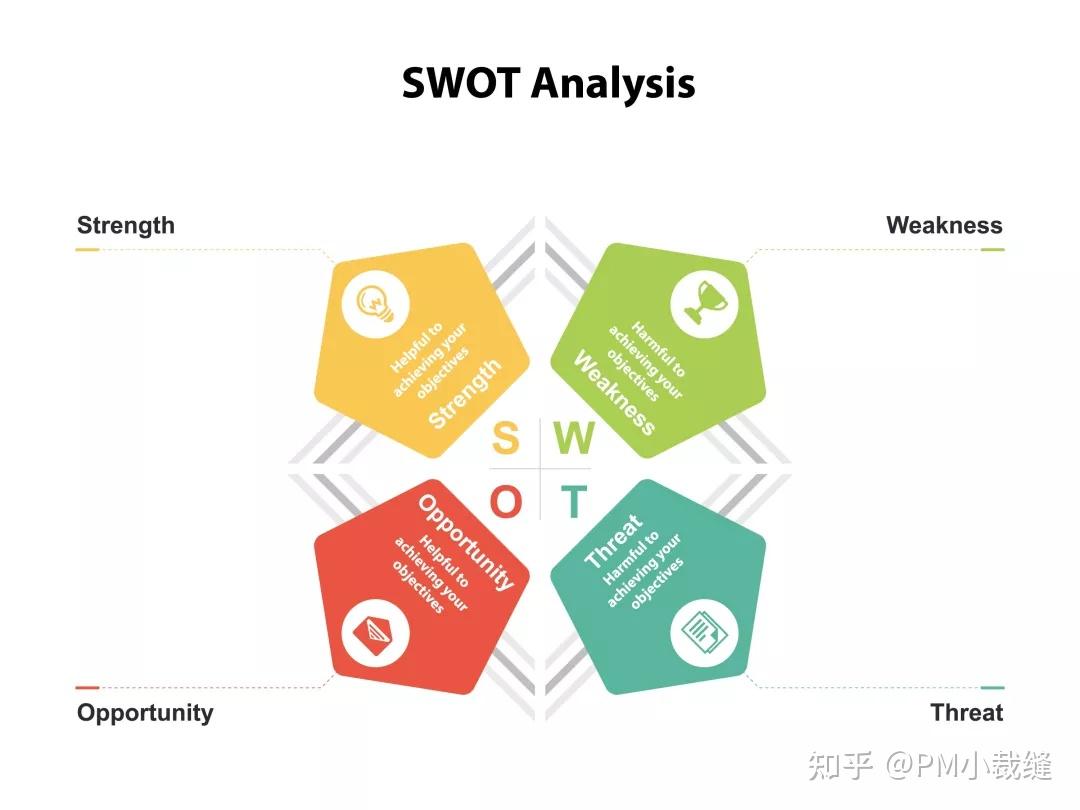 SWOT Analysis
Strength
Weakness
Helpful to
achieving your
objectives
Strength
Harmful to
achieving your
objectives
Weakness
S W
O T
Opportunity
Helpful to
achieving your
objectives
Threat
Harmful to
achieving your
objectives
Opportunity
Threat
知乎 @PM小裁缝